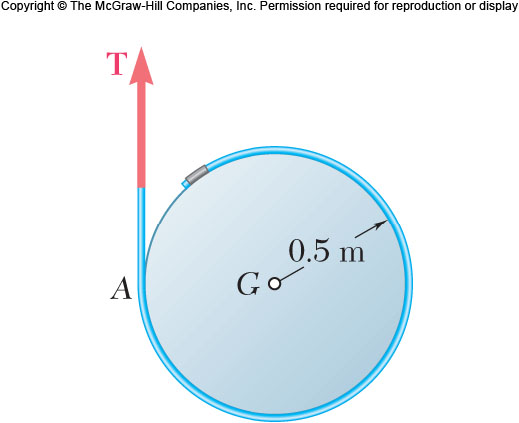 Copyright © The McGraw-Hill Companies, Inc. Permission required for reproduction or display
T
0.5 m
G
A